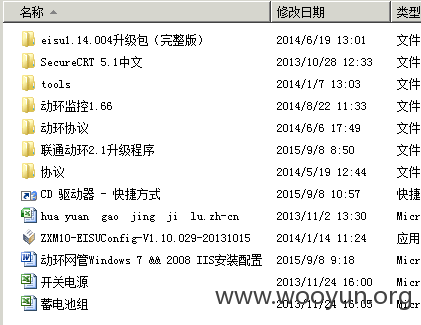 名称 修改日期 类型
eisu1.14.004升级包（完整版） 2014/6/19 13:01 文件
SecureCRT 5.1中文 2013/10/28 12:33 文件
tools 2014/1/7 13:03 文件
动环监控1.66 2014/8/22 11:33 文件
动环协议 2014/6/6 17:49 文件
联通动环2.1升级程序 2015/9/8 8:50 文件
协议 2014/5/19 12:44 文件
CD 驱动器 - 快捷方式 2015/9/8 10:57 快捷
hua yuan gao jing ji lu.zh-cn 2013/11/2 13:30 Micr
ZXM10-EISUConfig-V1.10.029-20131015 2014/1/14 11:24 应用
动环网管Windows 7 && 2008 IIS安装配置 2015/9/8 9:18 Micr
开关电源 2013/11/24 16:00 Micr
蓄电池组 2013/11/24 16:05 Micr
www.wooyun.org